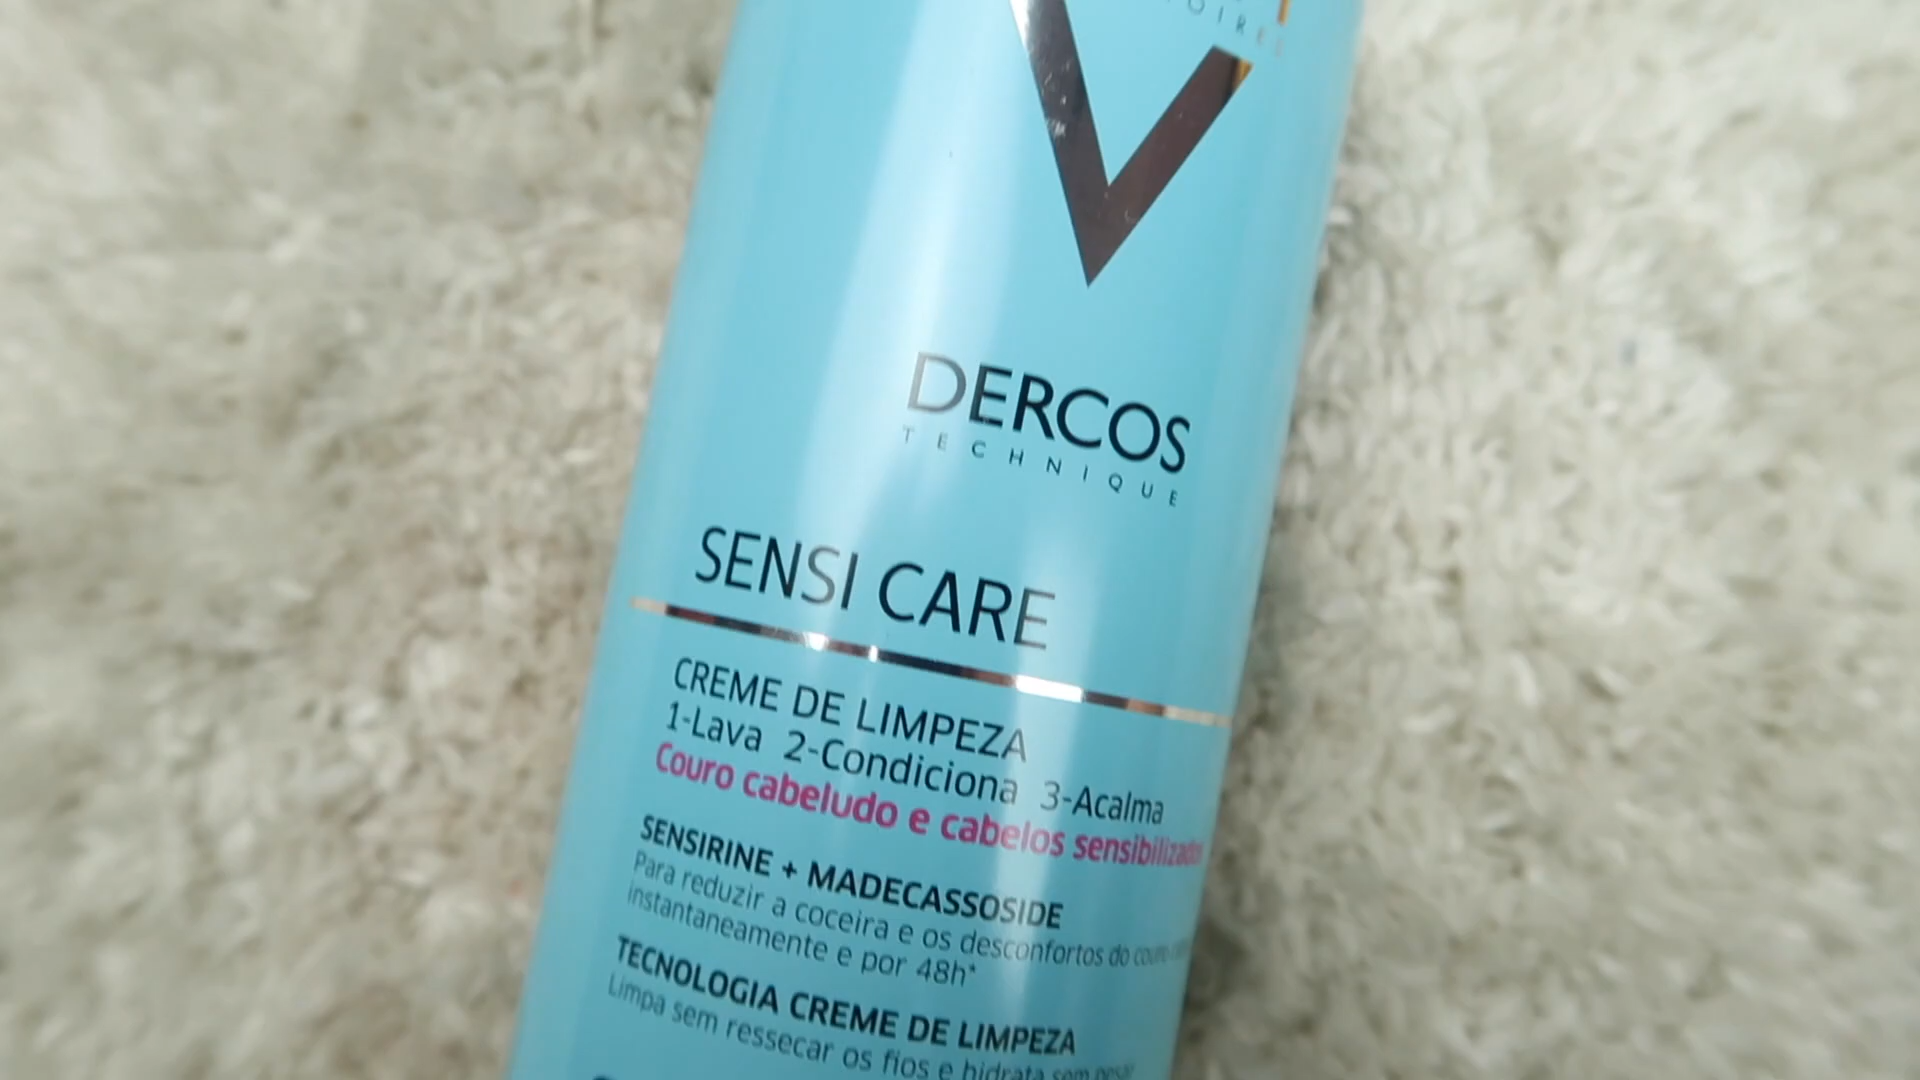 V
DERCOS
TECHNIQUE
SENSI CARE
CREME DE LIMPEZA
1-Lava 2-Condiciona 3-Acalma
Couro cabeludo e cabelos sensibilizados
SENSIRINE + MADECASSOSIDE
Para reduzir a coceira e os desconfortos do couro
instantaneamente e por 48h*
TECNOLOGIA CREME DE LIMPEZA
Limpa sem ressecar os fios e hidrata sem pesar